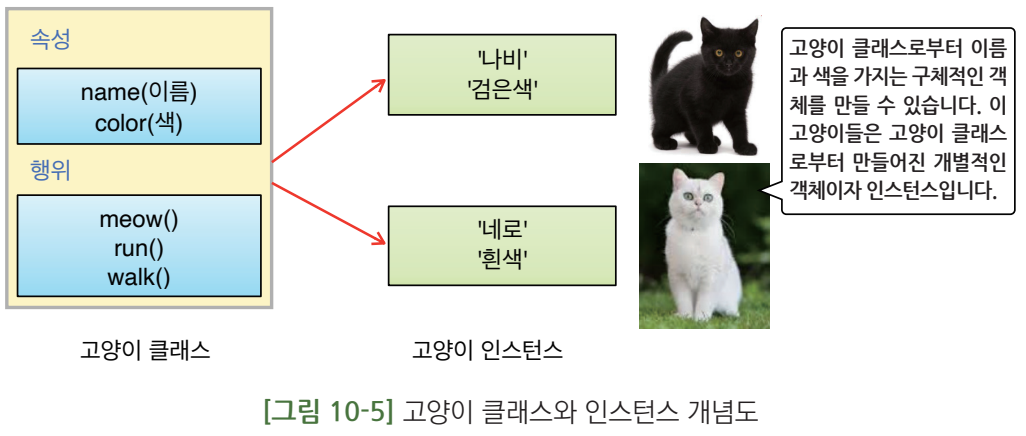 속성
name(이름)
color(색)
행위
meow()
run()
walk()
고양이 클래스
'나비'
'검은색'
'네로'
'흰색'
고양이 인스턴스
고양이 클래스로부터 이름
과 색을 가지는 구체적인 객
체를 만들 수 있습니다. 이
고양이들은 고양이 클래스
로부터 만들어진 개별적인
객체이자 인스턴스입니다.
[그림 10-5] 고양이 클래스와 인스턴스 개념도